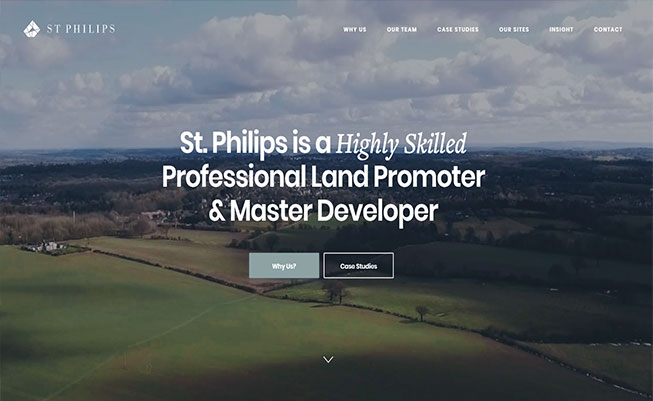 ST PHILIPS
WHY US OUR TEAM CASE STUDIES OUR SITES INSIGHT CONTACT
St. Philips is a Highly Skilled
Professional Land Promoter
& Master Developer
Why Us? Case Studies